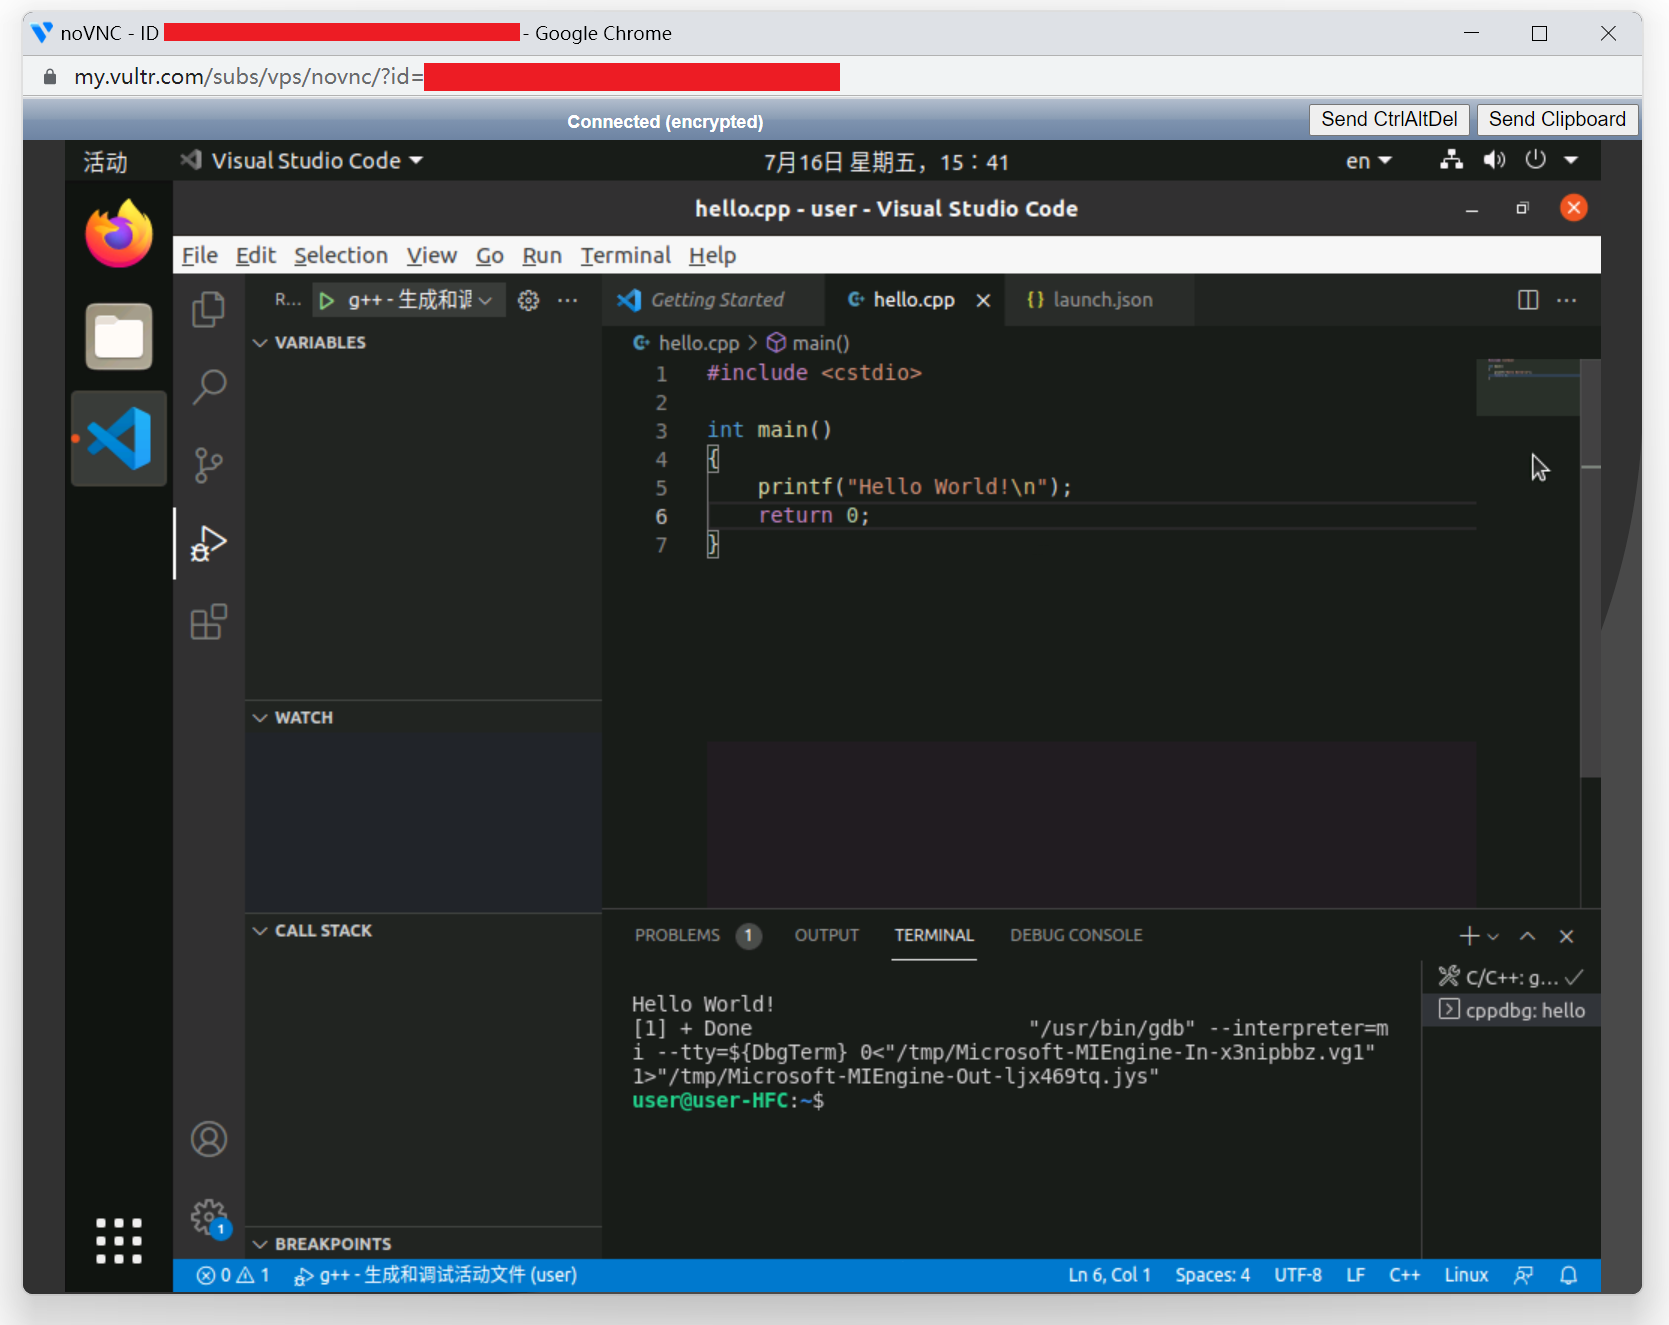 noVNC - ID - Google Chrome
my.vultr.com/subs/vps/novnc/?id=
Connected (encrypted)
Send CtrlAltDel
Send Clipboard
活动
Visual Studio Code
7月16日 星期五，15：41
en
hello.cpp - user - Visual Studio Code
File Edit Selection View Go Run Terminal Help
R... g++ - 生成和调
Getting Started
hello.cpp
{} launch.json
VARIABLES
hello.cpp > main()
1 #include <cstdio>
2
3 int main()
4 {
5 printf("Hello World!\n");
6 return 0;
7 }
WATCH
CALL STACK
BREAKPOINTS
PROBLEMS 1 OUTPUT TERMINAL DEBUG CONSOLE
Hello World!
[1] + Done "/usr/bin/gdb" --interpreter=m
i --tty=${DbgTerm} 0<"/tmp/Microsoft-MIEngine-In-x3nipbbz.vg1"
1>"/tmp/Microsoft-MIEngine-Out-ljx469tq.jys"
user@user-HFC:~$
C/C++: g...
cppdbg: hello
1
0 1 g++ - 生成和调试活动文件 (user)
Ln 6, Col 1 Spaces: 4 UTF-8 LF C++ Linux